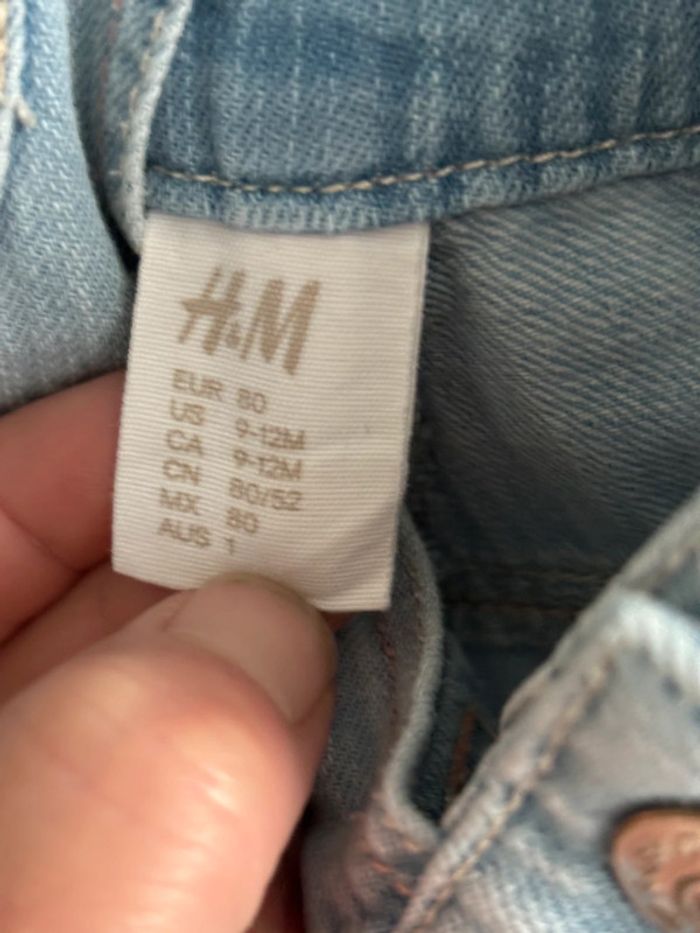 H&M
EUR 80
US 9-12M
CA 9-12M
CN 80/52
MX 80
AUS 1